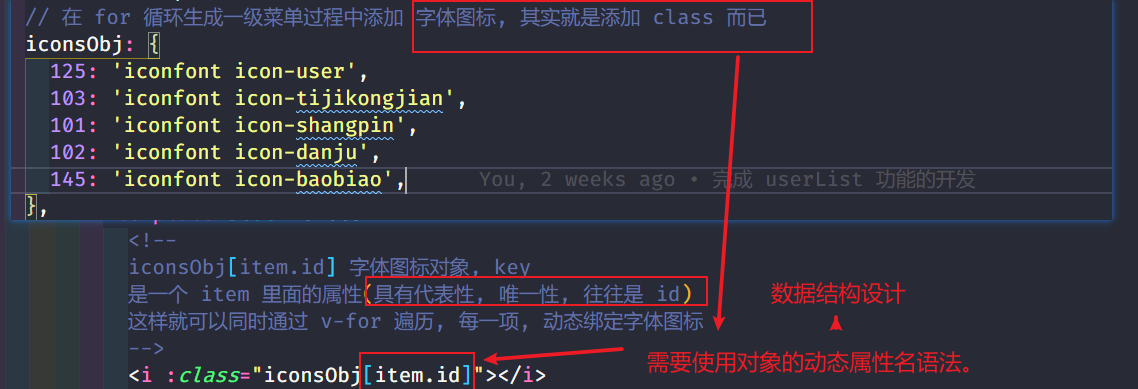 // 在 for 循环生成一级菜单过程中添加 字体图标, 其实就是添加 class 而已
iconsObj: {
125: 'iconfont icon-user',
103: 'iconfont icon-tijikongjian',
101: 'iconfont icon-shangpin',
102: 'iconfont icon-danju',
145: 'iconfont icon-baobiao', You, 2 weeks ago • 完成 userList 功能的开发
},
<!--
iconsObj[item.id] 字体图标对象, key
是一个 item 里面的属性(具有代表性, 唯一性, 往往是 id)
数据结构设计
这样就可以同时通过 v-for 遍历, 每一项, 动态绑定字体图标
-->
需要使用对象的动态属性名语法。
<i :class="iconsObj[item.id]"></i>